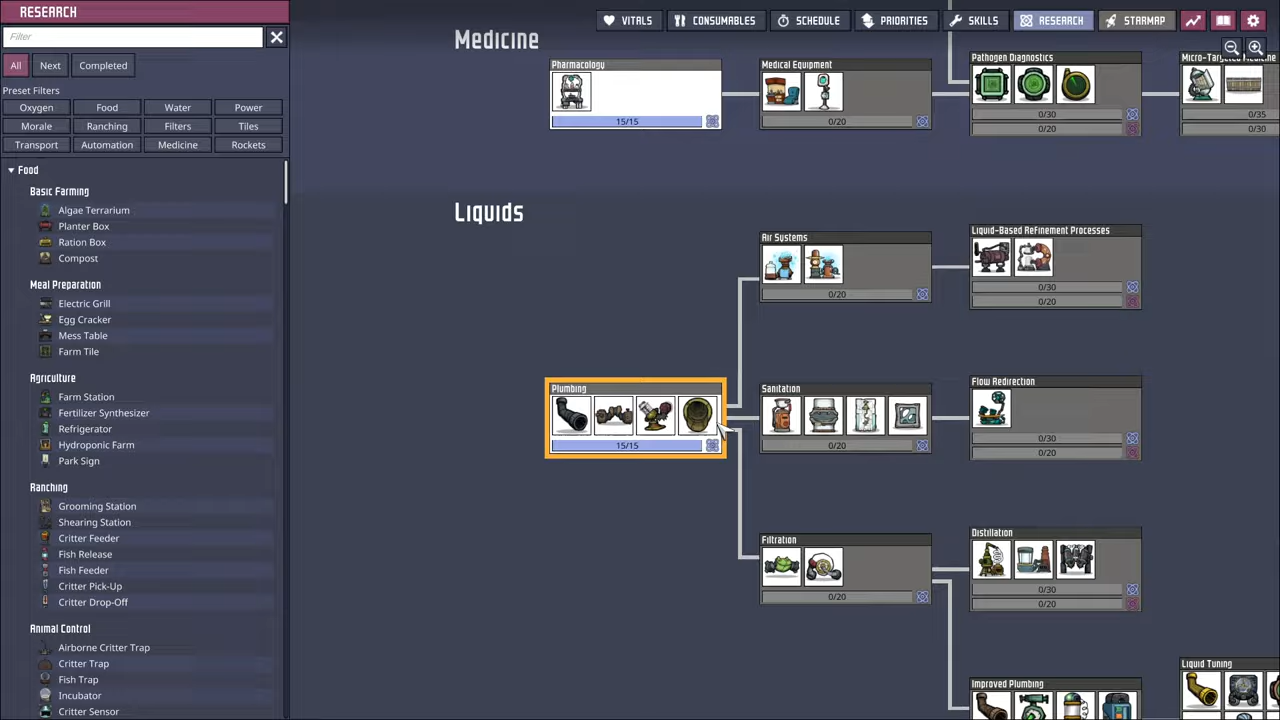 RESEARCH
VITALS
CONSUMABLES
SCHEDULE
PRIORITIES
SKILLS
RESEARCH
STARMAP
Filter
All
Next
Completed
Preset Filters
Oxygen
Food
Water
Power
Morale
Ranching
Filters
Tiles
Transport
Automation
Medicine
Rockets
Food
Basic Farming
Algae Terrarium
Planter Box
Ration Box
Compost
Meal Preparation
Electric Grill
Egg Cracker
Mess Table
Farm Tile
Agriculture
Farm Station
Fertilizer Synthesizer
Refrigerator
Hydroponic Farm
Park Sign
Ranching
Grooming Station
Shearing Station
Critter Feeder
Fish Release
Fish Feeder
Critter Pick-Up
Critter Drop-Off
Animal Control
Airborne Critter Trap
Critter Trap
Fish Trap
Incubator
Critter Sensor
Medicine
Pharmacology
15/15
Medical Equipment
0/20
Pathogen Diagnostics
0/30
0/20
Micro-Targeted Medicine
0/35
0/30
Liquids
Plumbing
15/15
Air Systems
0/20
Liquid-Based Refinement Processes
0/30
0/20
Sanitation
0/20
Flow Redirection
0/30
0/20
Filtration
0/20
Distillation
0/30
0/20
Improved Plumbing
Liquid Tuning